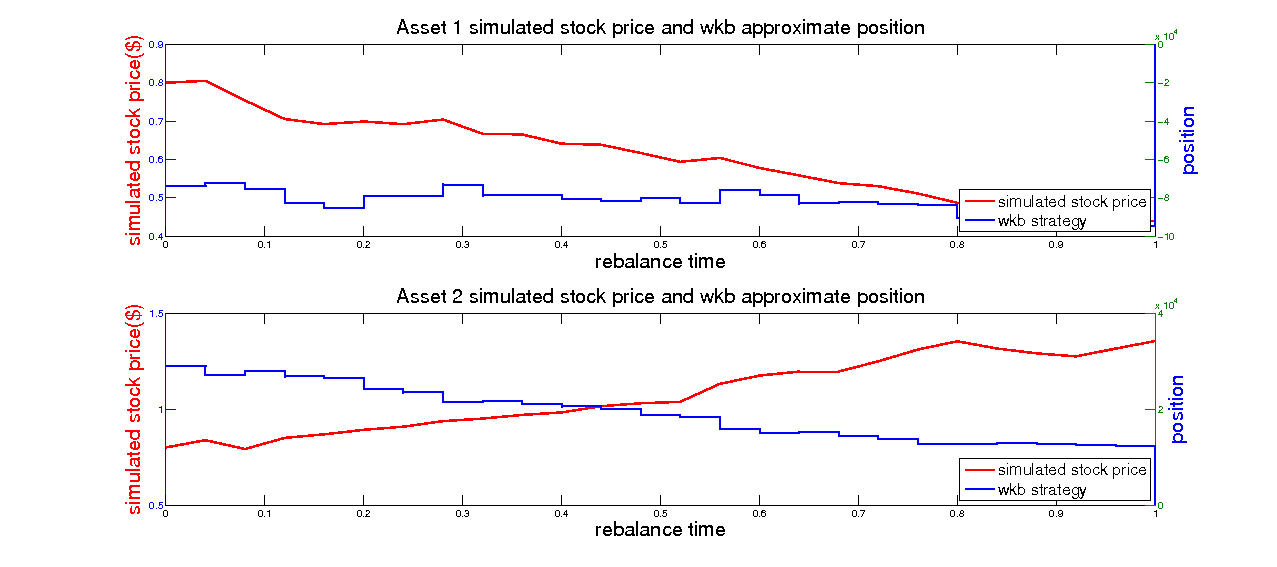 Asset 1 simulated stock price and wkb approximate position
x 10^4
0.9 0
0.8 -2
0.7 -4
0.6 -6
0.5 -8
0.4 -10
simulated stock price($)
position
simulated stock price
wkb strategy
0 0.1 0.2 0.3 0.4 0.5 0.6 0.7 0.8 0.9 1
rebalance time
Asset 2 simulated stock price and wkb approximate position
x 10^4
1.5 4
1 2
0.5 0
simulated stock price($)
position
simulated stock price
wkb strategy
0 0.1 0.2 0.3 0.4 0.5 0.6 0.7 0.8 0.9 1
rebalance time